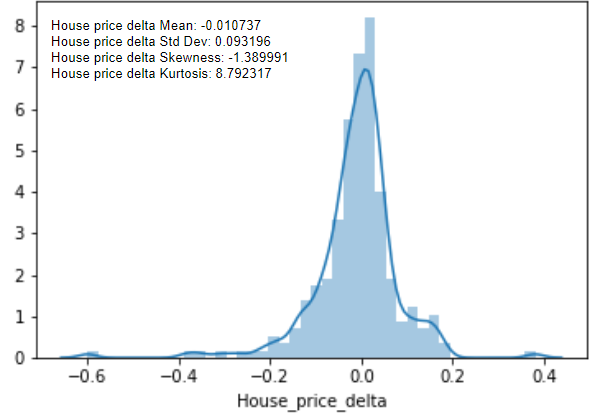 House price delta Mean: -0.010737
House price delta Std Dev: 0.093196
House price delta Skewness: -1.389991
House price delta Kurtosis: 8.792317
8
7
6
5
4
3
2
1
0
−0.6 −0.4 −0.2 0.0 0.2 0.4
House_price_delta